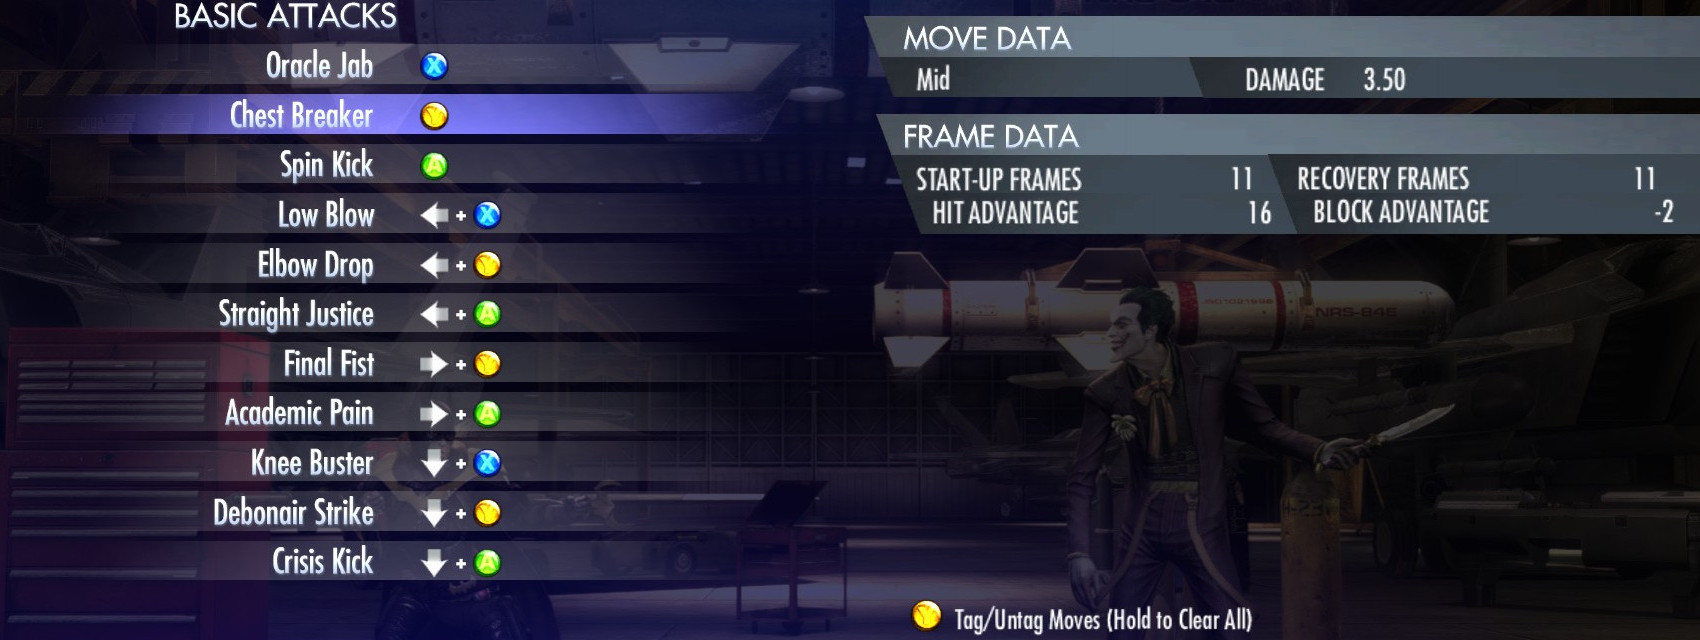 BASIC ATTACKS
Oracle Jab X
Chest Breaker Y
Spin Kick A
Low Blow + X
Elbow Drop + Y
Straight Justice + A
Final Fist + Y
Academic Pain + A
Knee Buster + X
Debonair Strike + Y
Crisis Kick + A
MOVE DATA
Mid DAMAGE 3.50
FRAME DATA
START-UP FRAMES 11 RECOVERY FRAMES 11
HIT ADVANTAGE 16 BLOCK ADVANTAGE -2
NRS-84E
Y Tag/Untag Moves (Hold to Clear All)